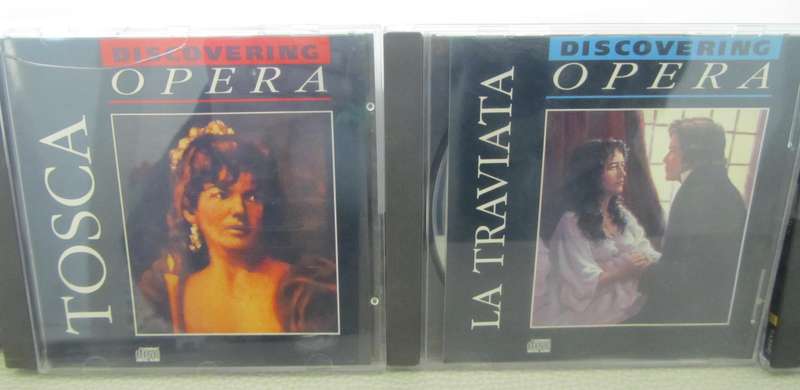 DISCOVERING
OPERA
TOSCA
DISCOVERING
OPERA
LA TRAVIATA